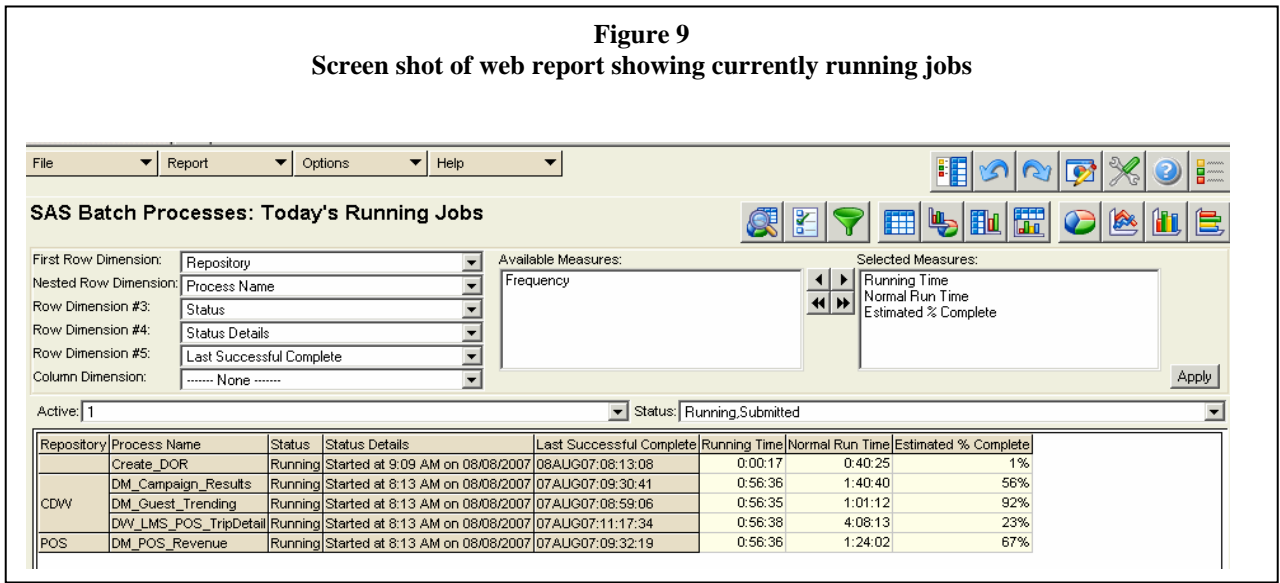 Figure 9
Screen shot of web report showing currently running jobs
File Report Options Help
SAS Batch Processes: Today's Running Jobs
First Row Dimension: Repository
Nested Row Dimension: Process Name
Row Dimension #3: Status
Row Dimension #4: Status Details
Row Dimension #5: Last Successful Complete
Column Dimension: ------- None -------
Available Measures:
Frequency
Selected Measures:
Running Time
Normal Run Time
Estimated % Complete
Apply
Active: 1 Status: Running,Submitted
Repository Process Name Status Status Details Last Successful Complete Running Time Normal Run Time Estimated % Complete
Create_DOR Running Started at 9:09 AM on 08/08/2007 08AUG07:08:13:08 0:00:17 0:40:25 1%
DM_Campaign_Results Running Started at 8:13 AM on 08/08/2007 07AUG07:09:30:41 0:56:36 1:40:40 56%
CDW DM_Guest_Trending Running Started at 8:13 AM on 08/08/2007 07AUG07:08:59:06 0:56:35 1:01:12 92%
DW_LMS_POS_TripDetail Running Started at 8:13 AM on 08/08/2007 07AUG07:11:17:34 0:56:38 4:08:13 23%
POS DM_POS_Revenue Running Started at 8:13 AM on 08/08/2007 07AUG07:09:32:19 0:56:36 1:24:02 67%